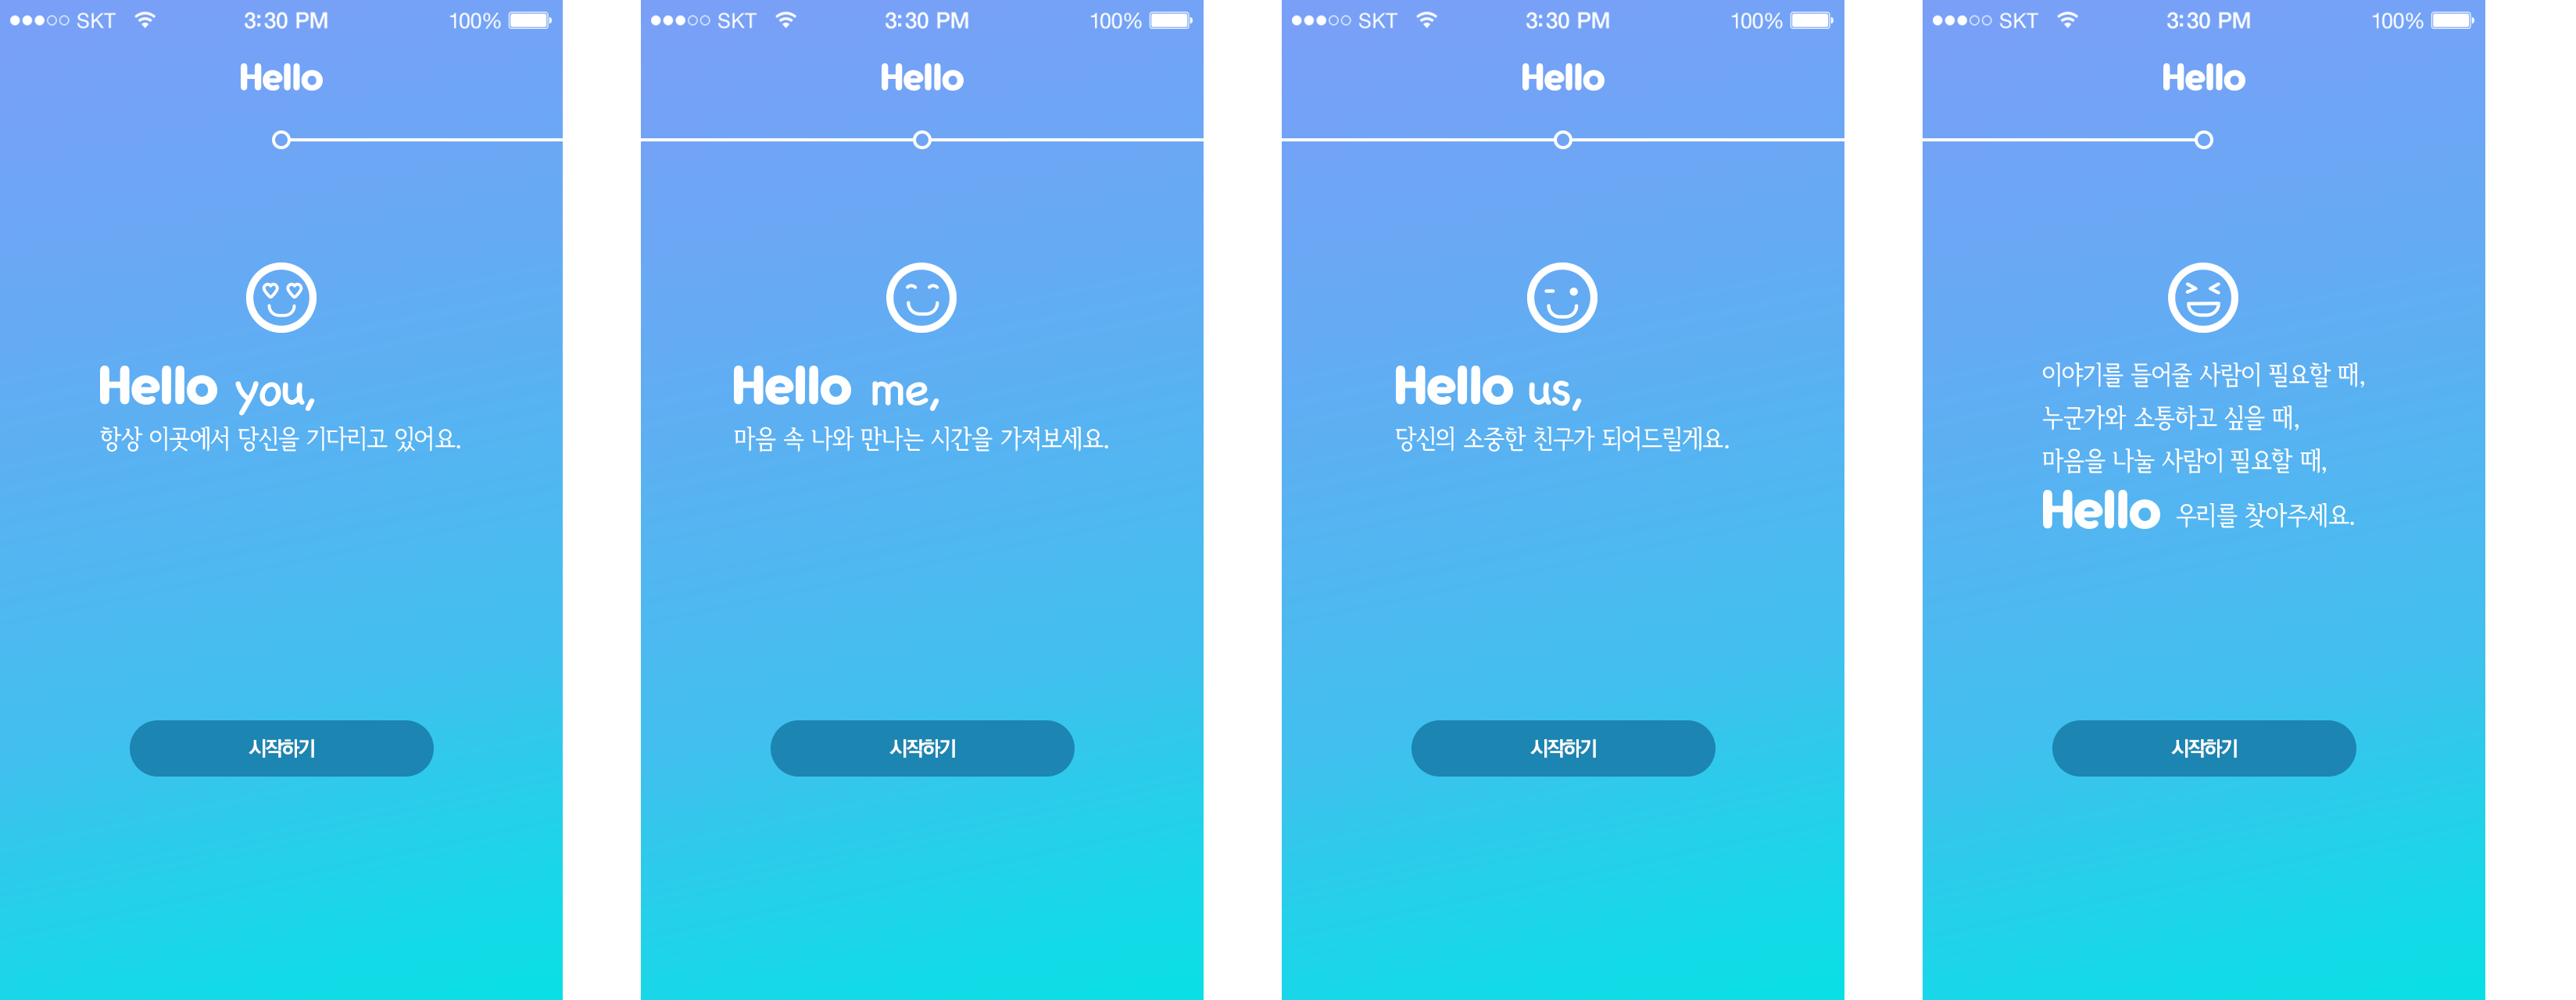 SKT 3:30 PM 100%
Hello
Hello you,
항상 이곳에서 당신을 기다리고 있어요.
시작하기
SKT 3:30 PM 100%
Hello
Hello me,
마음 속 나와 만나는 시간을 가져보세요.
시작하기
SKT 3:30 PM 100%
Hello
Hello us,
당신의 소중한 친구가 되어드릴게요.
시작하기
SKT 3:30 PM 100%
Hello
이야기를 들어줄 사람이 필요할 때,
누군가와 소통하고 싶을 때,
마음을 나눌 사람이 필요할 때,
Hello 우리를 찾아주세요.
시작하기